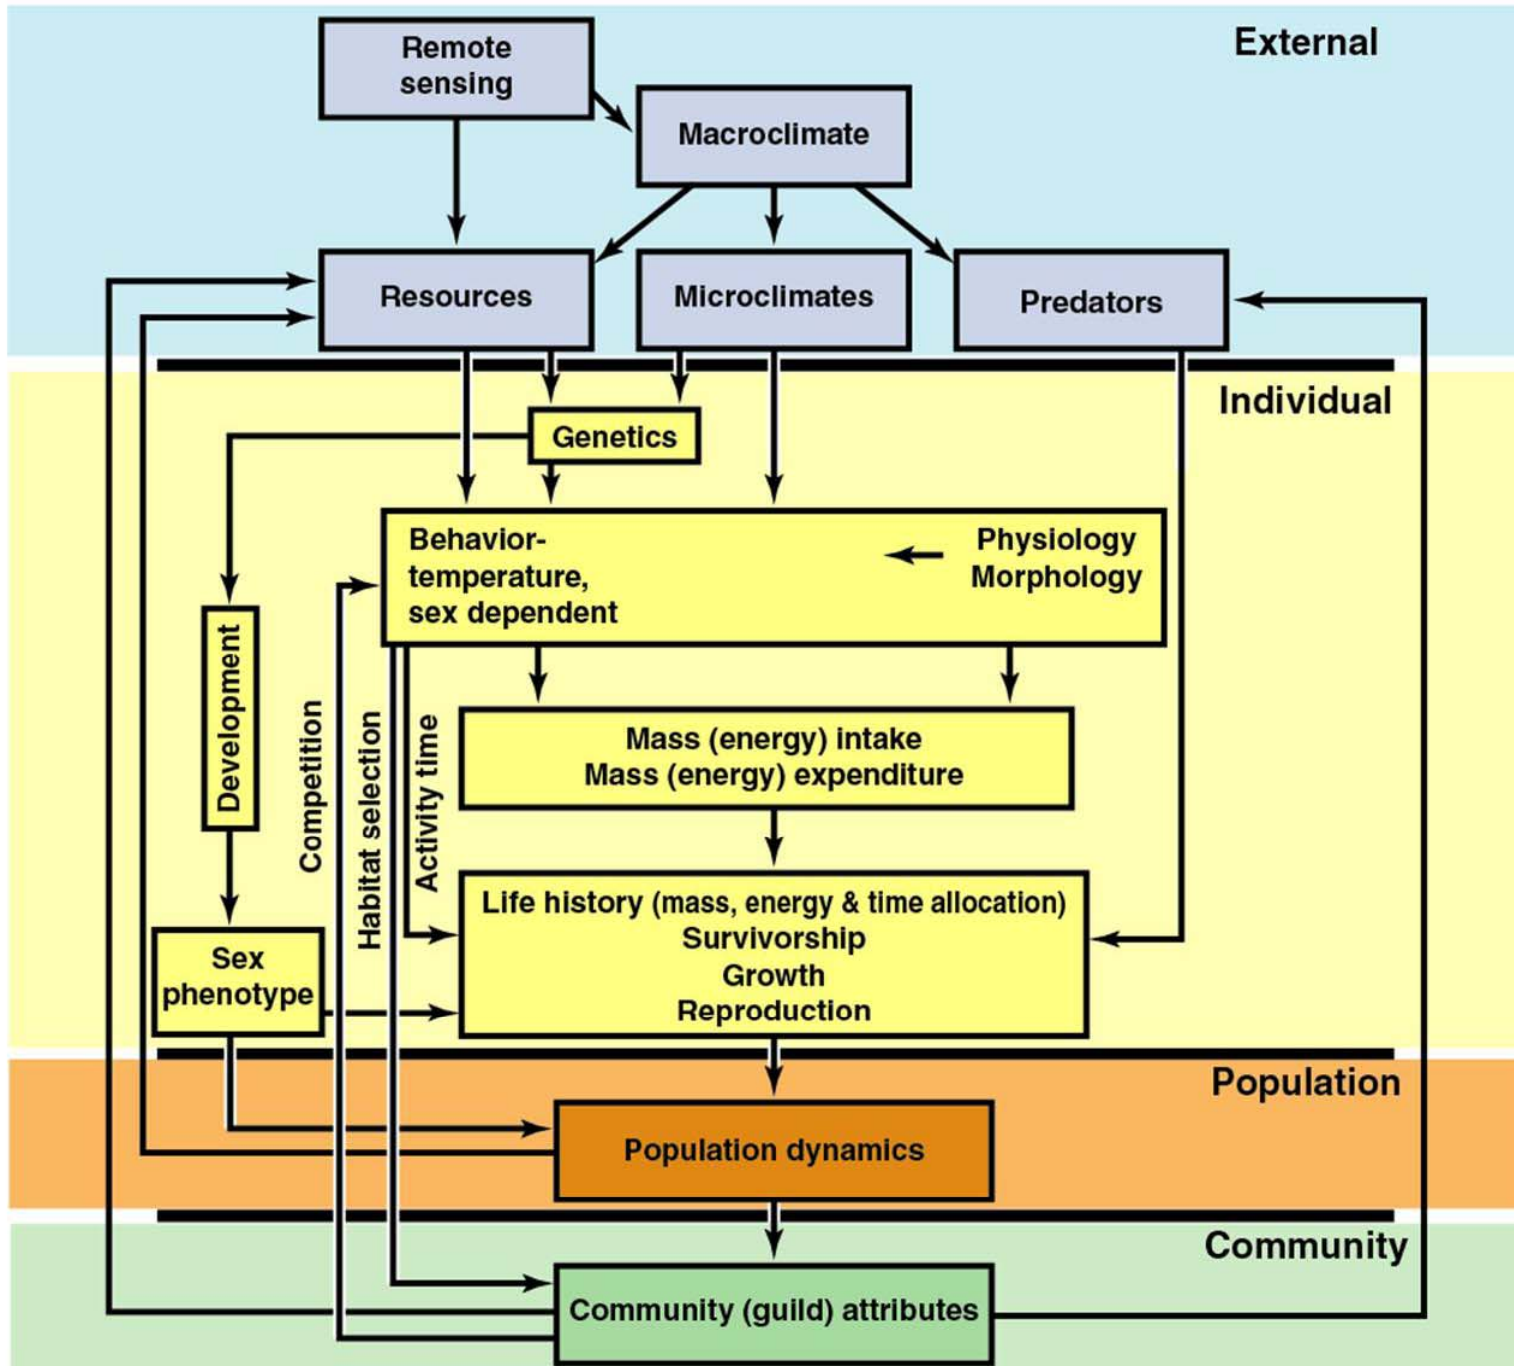 External
Remote
sensing
Macroclimate
Resources
Microclimates
Predators
Individual
Genetics
Behavior-
temperature,
sex dependent
Physiology
Morphology
Development
Competition
Habitat selection
Activity time
Mass (energy) intake
Mass (energy) expenditure
Life history (mass, energy & time allocation)
Survivorship
Growth
Reproduction
Sex
phenotype
Population
Population dynamics
Community
Community (guild) attributes